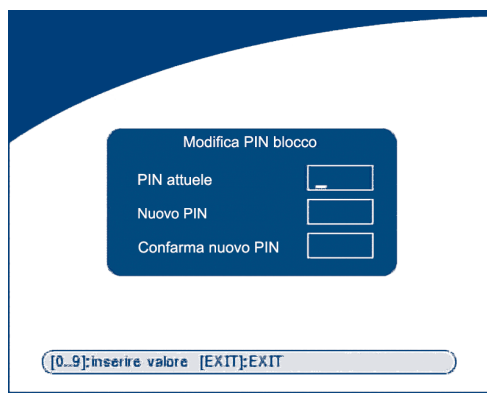 Modifica PIN blocco
PIN attuele
Nuovo PIN
Confarma nuovo PIN
[0..9]:inserire valore [EXIT]:EXIT